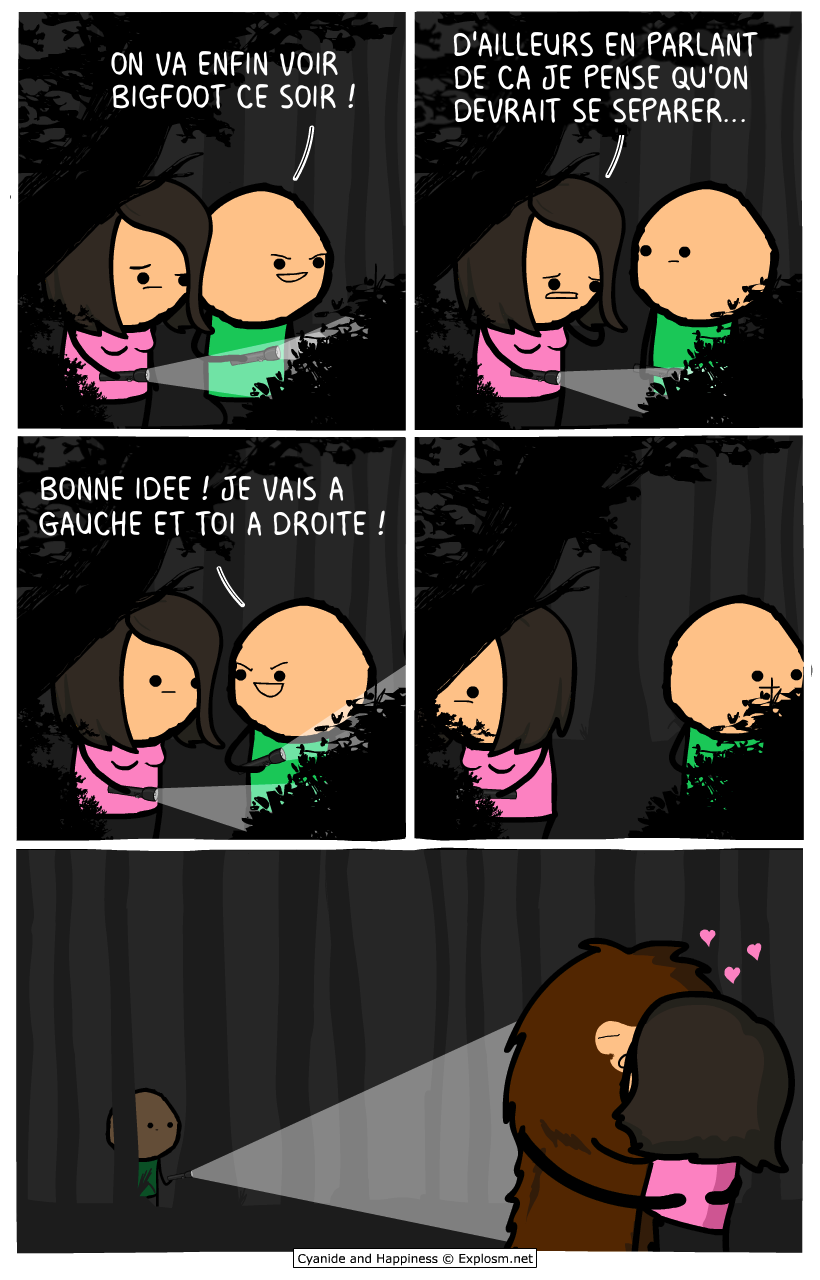 ON VA ENFIN VOIR
BIGFOOT CE SOIR !
D'AILLEURS EN PARLANT
DE CA JE PENSE QU'ON
DEVRAIT SE SEPARER...
BONNE IDEE ! JE VAIS A
GAUCHE ET TOI A DROITE !
Cyanide and Happiness © Explosm.net